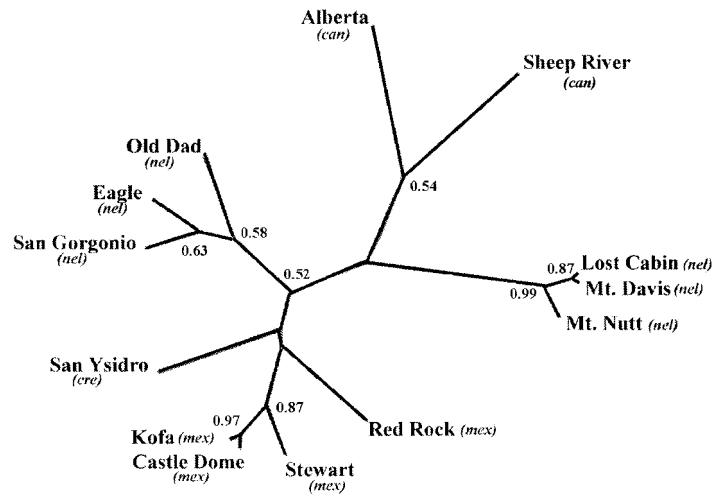 Alberta
(can)
Sheep River
(can)
0.54
Old Dad
(nel)
Eagle
(nel)
0.58
San Gorgonio
(nel)
0.63
0.52
0.87
Lost Cabin (nel)
0.99
Mt. Davis (nel)
Mt. Nutt (nel)
San Ysidro
(cre)
0.97
0.87
Kofa (mex)
Red Rock (mex)
Castle Dome
(mex)
Stewart
(mex)